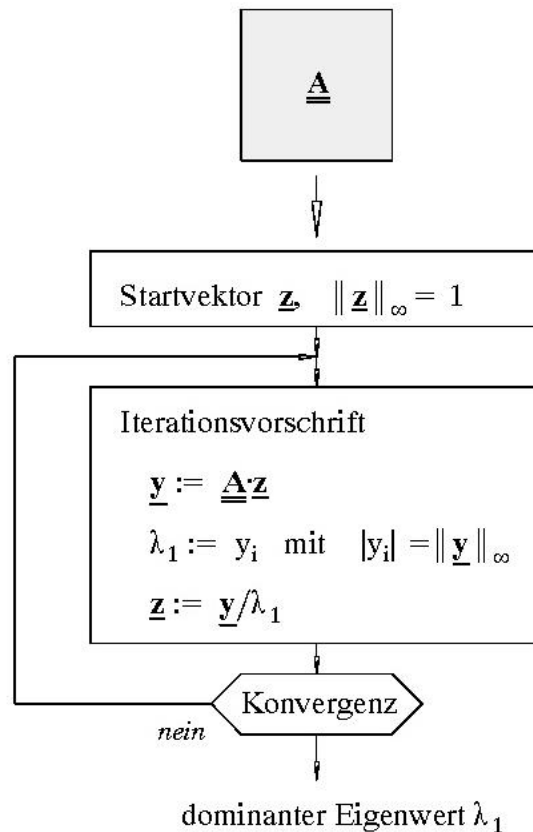 A
Startvektor z, ‖ z ‖∞ = 1
Iterationsvorschrift
y := A·z
λ1 := yi mit |yi| = ‖ y ‖∞
z := y/λ1
Konvergenz
nein
dominanter Eigenwert λ1